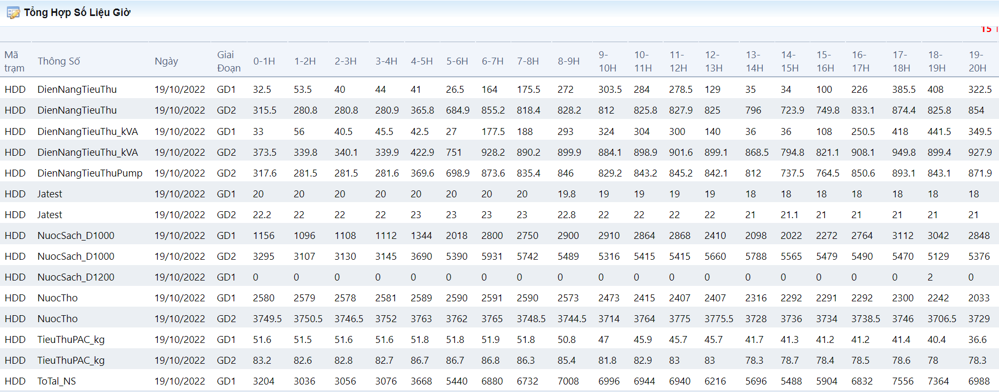 Tổng Hợp Số Liệu Giờ
15
Mã trạm Thông Số Ngày Giai Đoạn 0-1H 1-2H 2-3H 3-4H 4-5H 5-6H 6-7H 7-8H 8-9H 9-10H 10-11H 11-12H 12-13H 13-14H 14-15H 15-16H 16-17H 17-18H 18-19H 19-20H
HDD DienNangTieuThu 19/10/2022 GD1 32.5 53.5 40 44 41 26.5 164 175.5 272 303.5 284 278.5 129 35 34 100 226 385.5 408 322.5
HDD DienNangTieuThu 19/10/2022 GD2 315.5 280.8 280.8 280.9 365.8 684.9 855.2 818.4 828.2 812 825.8 827.9 825 796 723.9 749.8 833.1 874.4 825.8 854
HDD DienNangTieuThu_kVA 19/10/2022 GD1 33 56 40.5 45.5 42.5 27 177.5 188 293 324 304 300 140 36 36 108 250.5 418 441.5 349.5
HDD DienNangTieuThu_kVA 19/10/2022 GD2 373.5 339.8 340.1 339.9 422.9 751 928.2 890.2 899.9 884.1 898.9 901.6 899.1 868.5 794.8 821.1 908.1 949.8 899.4 927.9
HDD DienNangTieuThuPump 19/10/2022 GD2 317.6 281.5 281.5 281.6 369.6 698.9 873.6 835.4 846 829.2 843.2 845.2 842.1 812 737.5 764.5 850.6 893.1 843.1 871.9
HDD Jatest 19/10/2022 GD1 20 20 20 20 20 20 20 20 19.8 19 19 19 19 18 18 18 18 18 18 18
HDD Jatest 19/10/2022 GD2 22.2 22 22 22 23 23 23 23 22.8 22 22 22 22 21 21.1 21 21 21 21 21
HDD NuocSach_D1000 19/10/2022 GD1 1156 1096 1108 1112 1344 2018 2800 2750 2900 2910 2864 2868 2410 2098 2022 2272 2764 3112 3042 2848
HDD NuocSach_D1000 19/10/2022 GD2 3295 3107 3130 3145 3690 5390 5931 5742 5489 5316 5415 5415 5660 5788 5565 5479 5490 5470 5129 5376
HDD NuocSach_D1200 19/10/2022 GD1 0 0 0 0 0 0 0 0 0 0 0 0 0 0 0 0 0 0 2 0
HDD NuocTho 19/10/2022 GD1 2580 2579 2578 2581 2589 2590 2591 2590 2573 2473 2415 2407 2407 2316 2292 2291 2292 2300 2242 2033
HDD NuocTho 19/10/2022 GD2 3749.5 3750.5 3746.5 3752 3763 3762 3765 3748.5 3744.5 3714 3764 3775 3775.5 3728 3736 3734 3738.5 3746 3706.5 3729
HDD TieuThuPAC_kg 19/10/2022 GD1 51.6 51.5 51.6 51.6 51.8 51.8 51.9 51.8 50.8 47 45.9 45.7 45.7 41.7 41.3 41.2 41.2 41.4 40.4 36.6
HDD TieuThuPAC_kg 19/10/2022 GD2 83.2 82.6 82.8 82.7 86.7 86.7 86.8 86.3 85.4 81.8 82.9 83 83 78.3 78.7 78.4 78.5 78.6 78 78.3
HDD ToTal_NS 19/10/2022 GD1 3204 3036 3056 3076 3668 5440 6880 6732 7008 6996 6944 6940 6216 5696 5488 5904 6832 7556 7364 6988